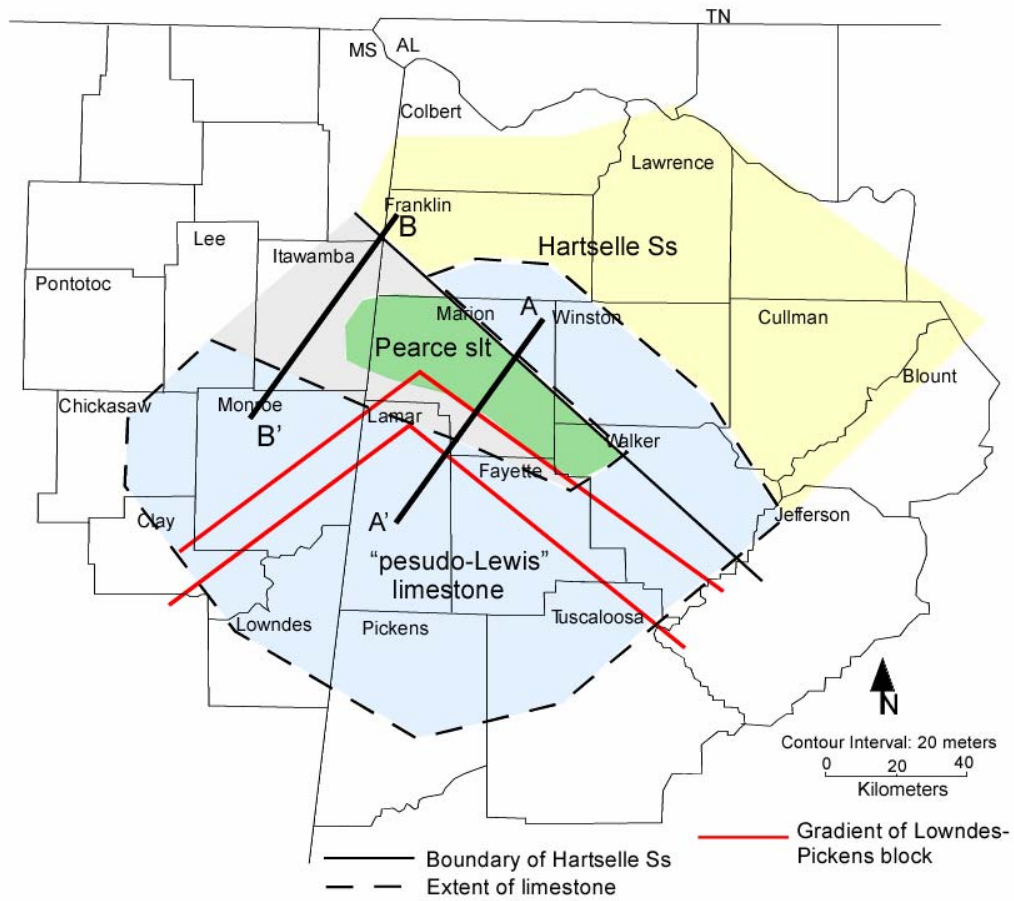 TN
MS
AL
Colbert
Lawrence
Franklin
B
Lee
Hartselle Ss
Itawamba
Pontotoc
A
Marion
Winston
Cullman
Pearce slt
Blount
Chickasaw
Monroe
B'
Lamar
Walker
Fayette
Clay
A'
Jefferson
"pesudo-Lewis"
limestone
Lowndes
Pickens
Tuscaloosa
N
Contour Interval: 20 meters
0 20 40
Kilometers
Boundary of Hartselle Ss
Extent of limestone
Gradient of Lowndes-
Pickens block